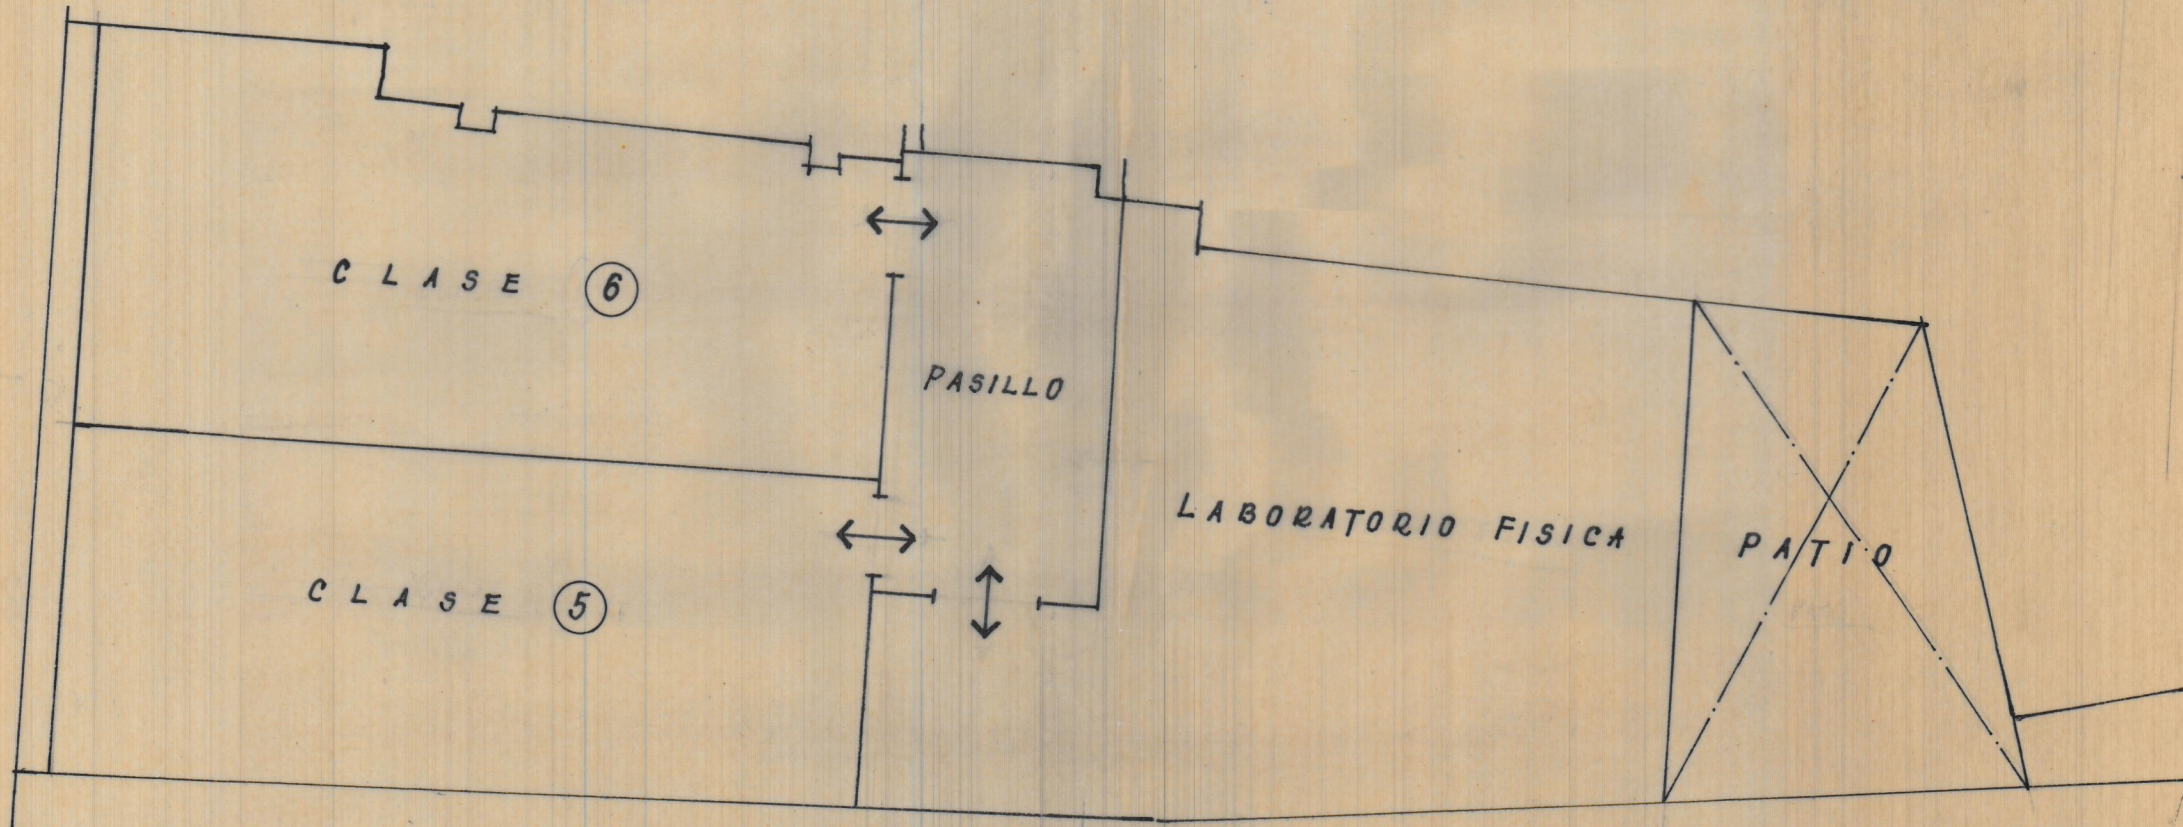 CLASE 6
PASILLO
LABORATORIO FISICA
PATIO
CLASE 5